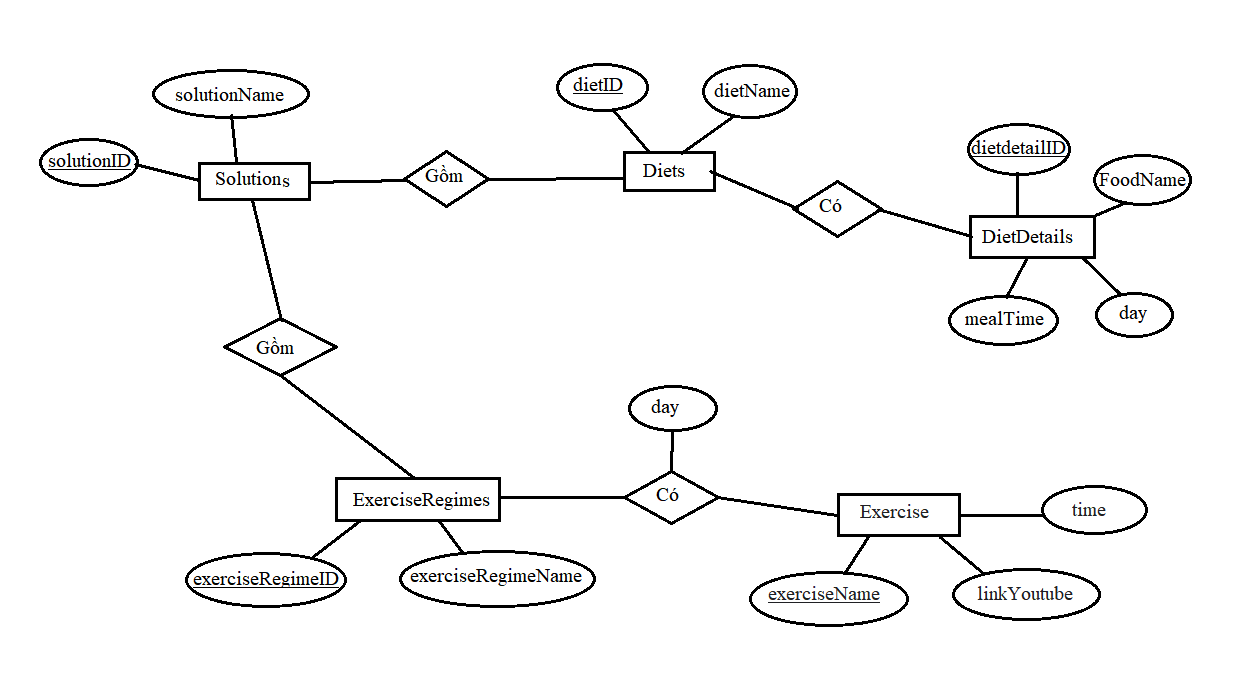 solutionName
solutionID
Solutions
Gồm
dietID
dietName
Diets
Có
dietdetailID
FoodName
DietDetails
mealTime
day
Gồm
day
ExerciseRegimes
Có
Exercise
time
exerciseRegimeID
exerciseRegimeName
exerciseName
linkYoutube